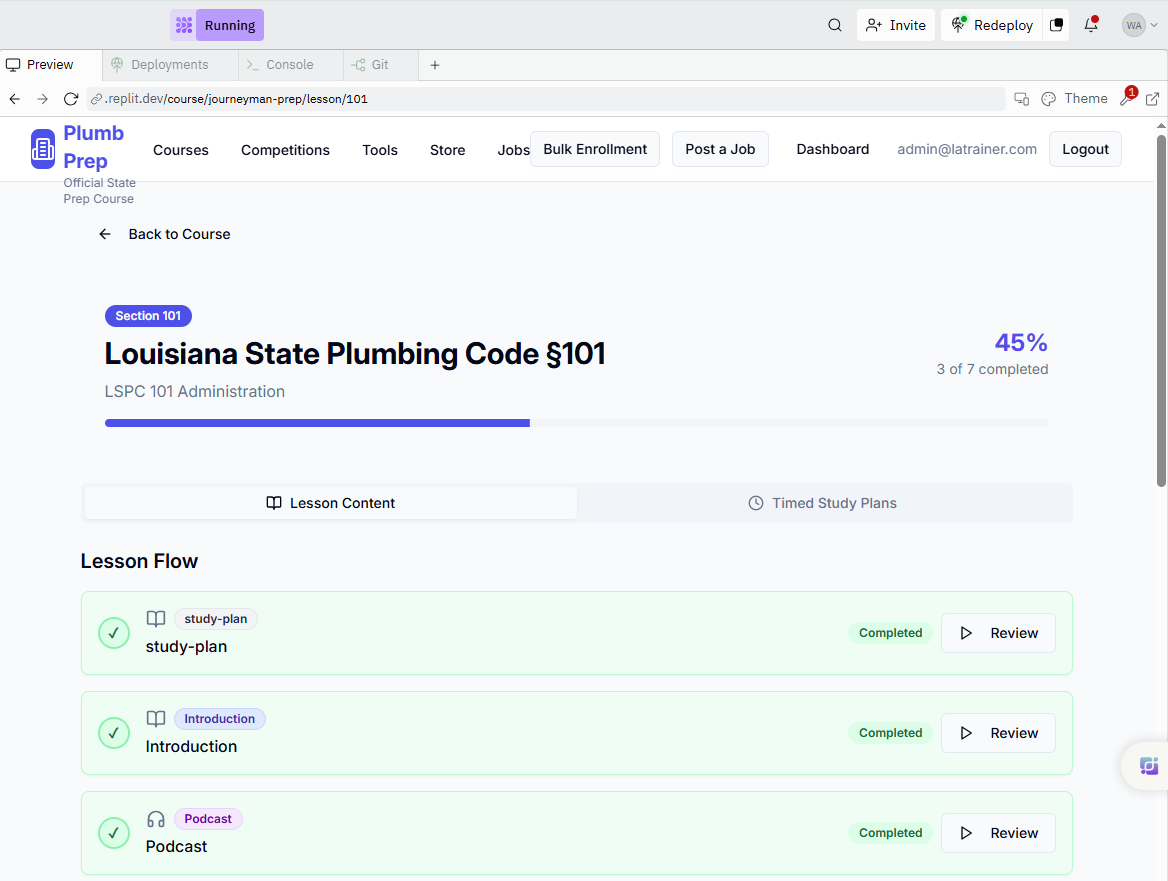 Running
Invite
Redeploy
WA
Preview
Deployments
Console
Git
.replit.dev/course/journeyman-prep/lesson/101
Theme
1
Plumb Prep
Official State
Prep Course
Courses
Competitions
Tools
Store
Jobs
Bulk Enrollment
Post a Job
Dashboard
admin@latrainer.com
Logout
Back to Course
Section 101
Louisiana State Plumbing Code §101
LSPC 101 Administration
45%
3 of 7 completed
Lesson Content
Timed Study Plans
Lesson Flow
study-plan
study-plan
Completed
Review
Introduction
Introduction
Completed
Review
Podcast
Podcast
Completed
Review